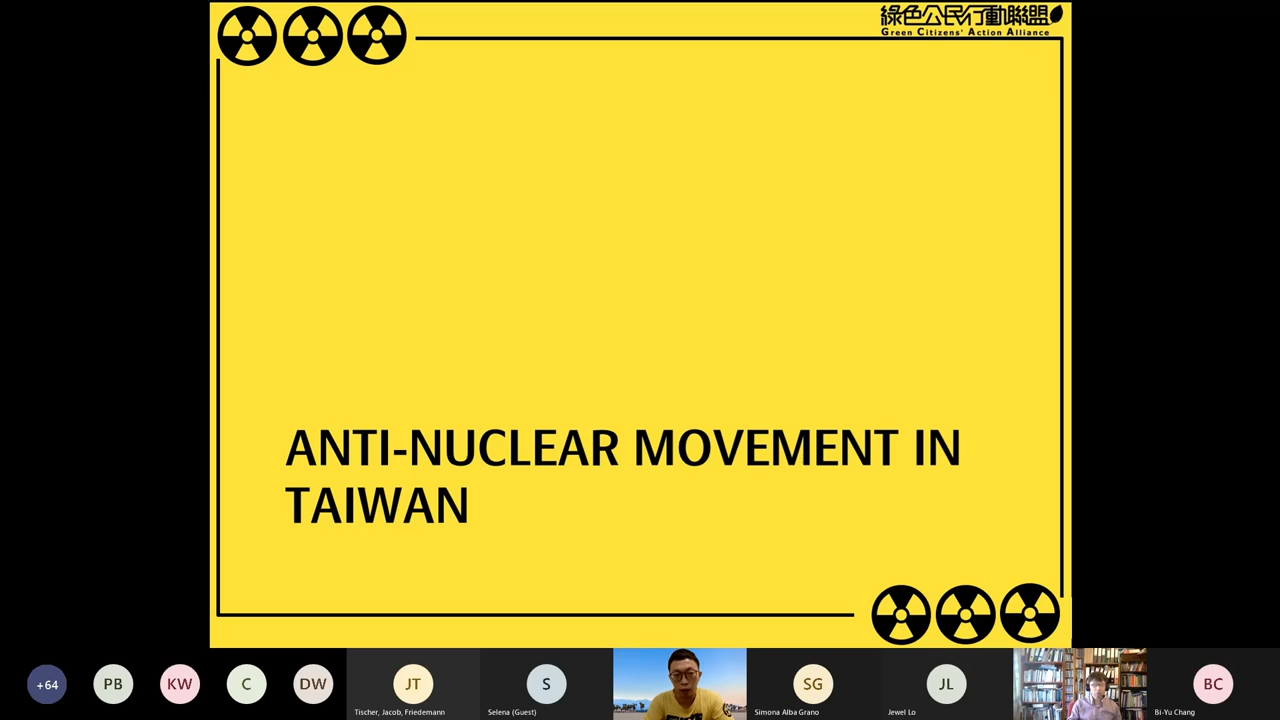 綠色公民行動聯盟
Green Citizens' Action Alliance
ANTI-NUCLEAR MOVEMENT IN
TAIWAN
+64
PB
KW
C
DW
JT
Tischer, Jacob, Friedemann
S
Selena (Guest)
SG
Simona Alba Grano
JL
Jewel Lo
BC
Bi-Yu Chang